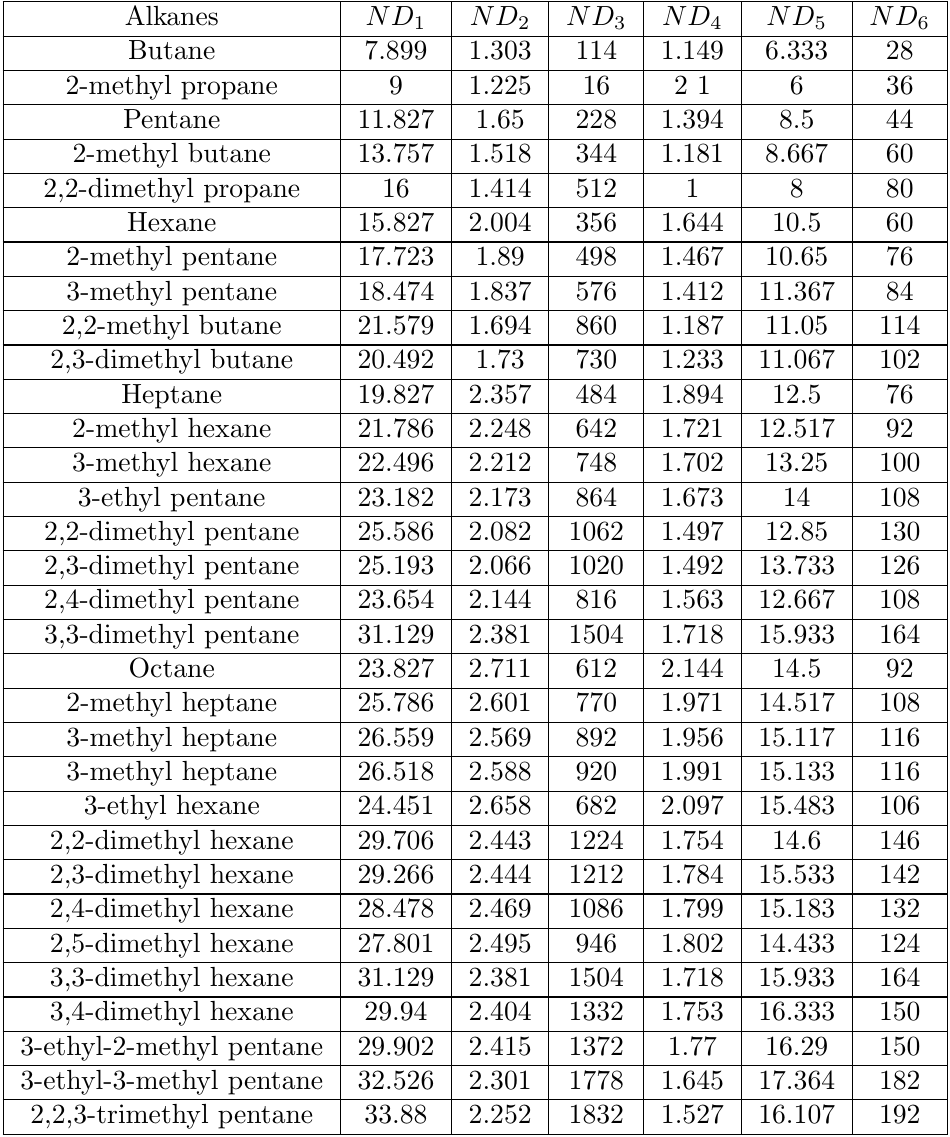 Alkanes ND1 ND2 ND3 ND4 ND5 ND6
Butane 7.899 1.303 114 1.149 6.333 28
2-methyl propane 9 1.225 16 2 1 6 36
Pentane 11.827 1.65 228 1.394 8.5 44
2-methyl butane 13.757 1.518 344 1.181 8.667 60
2,2-dimethyl propane 16 1.414 512 1 8 80
Hexane 15.827 2.004 356 1.644 10.5 60
2-methyl pentane 17.723 1.89 498 1.467 10.65 76
3-methyl pentane 18.474 1.837 576 1.412 11.367 84
2,2-methyl butane 21.579 1.694 860 1.187 11.05 114
2,3-dimethyl butane 20.492 1.73 730 1.233 11.067 102
Heptane 19.827 2.357 484 1.894 12.5 76
2-methyl hexane 21.786 2.248 642 1.721 12.517 92
3-methyl hexane 22.496 2.212 748 1.702 13.25 100
3-ethyl pentane 23.182 2.173 864 1.673 14 108
2,2-dimethyl pentane 25.586 2.082 1062 1.497 12.85 130
2,3-dimethyl pentane 25.193 2.066 1020 1.492 13.733 126
2,4-dimethyl pentane 23.654 2.144 816 1.563 12.667 108
3,3-dimethyl pentane 31.129 2.381 1504 1.718 15.933 164
Octane 23.827 2.711 612 2.144 14.5 92
2-methyl heptane 25.786 2.601 770 1.971 14.517 108
3-methyl heptane 26.559 2.569 892 1.956 15.117 116
3-methyl heptane 26.518 2.588 920 1.991 15.133 116
3-ethyl hexane 24.451 2.658 682 2.097 15.483 106
2,2-dimethyl hexane 29.706 2.443 1224 1.754 14.6 146
2,3-dimethyl hexane 29.266 2.444 1212 1.784 15.533 142
2,4-dimethyl hexane 28.478 2.469 1086 1.799 15.183 132
2,5-dimethyl hexane 27.801 2.495 946 1.802 14.433 124
3,3-dimethyl hexane 31.129 2.381 1504 1.718 15.933 164
3,4-dimethyl hexane 29.94 2.404 1332 1.753 16.333 150
3-ethyl-2-methyl pentane 29.902 2.415 1372 1.77 16.29 150
3-ethyl-3-methyl pentane 32.526 2.301 1778 1.645 17.364 182
2,2,3-trimethyl pentane 33.88 2.252 1832 1.527 16.107 192